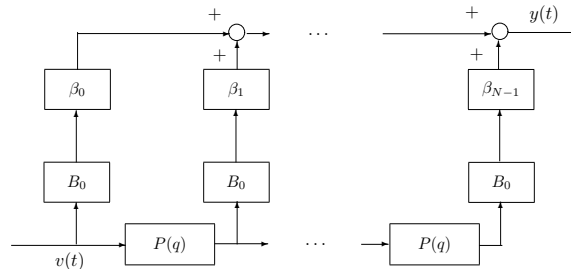 + + y(t)
· · ·
+ + 
β₀ β₁ βN−1
B₀ B₀ B₀
P(q) · · · P(q)
v(t)